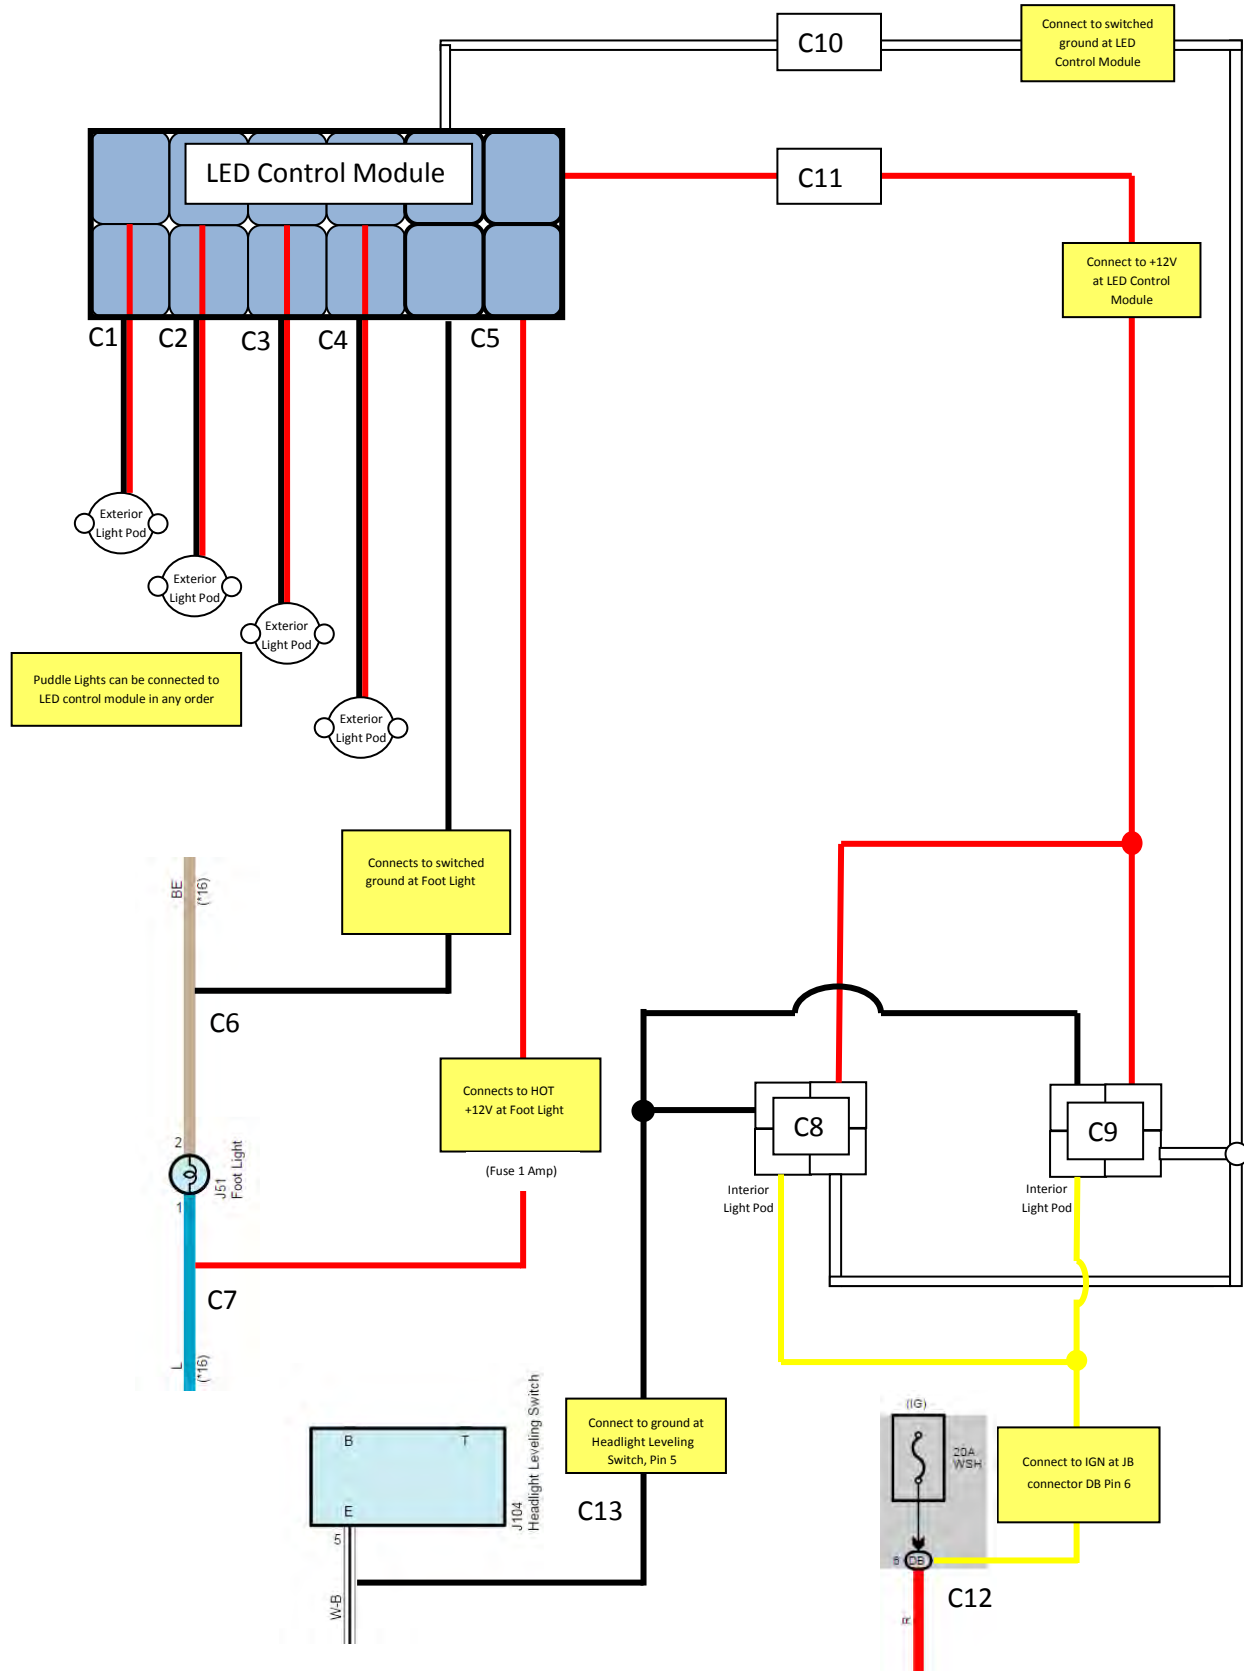 C10
Connect to switched
ground at LED
Control Module
LED Control Module
C11
Connect to +12V
at LED Control
Module
C1
C2
C3
C4
C5
Exterior
Light Pod
Exterior
Light Pod
Exterior
Light Pod
Exterior
Light Pod
Puddle Lights can be connected to
LED control module in any order
Connects to switched
ground at Foot Light
BE
(*16)
C6
Connects to HOT
+12V at Foot Light
(Fuse 1 Amp)
2
J51
Foot Light
1
C7
L
(*16)
C8
C9
Interior
Light Pod
Interior
Light Pod
Connect to ground at
Headlight Leveling
Switch, Pin 5
C13
B
T
E
5
J104
Headlight Leveling Switch
W-B
(IG)
20A
WSH
6
DB
R
C12
Connect to IGN at JB
connector DB Pin 6